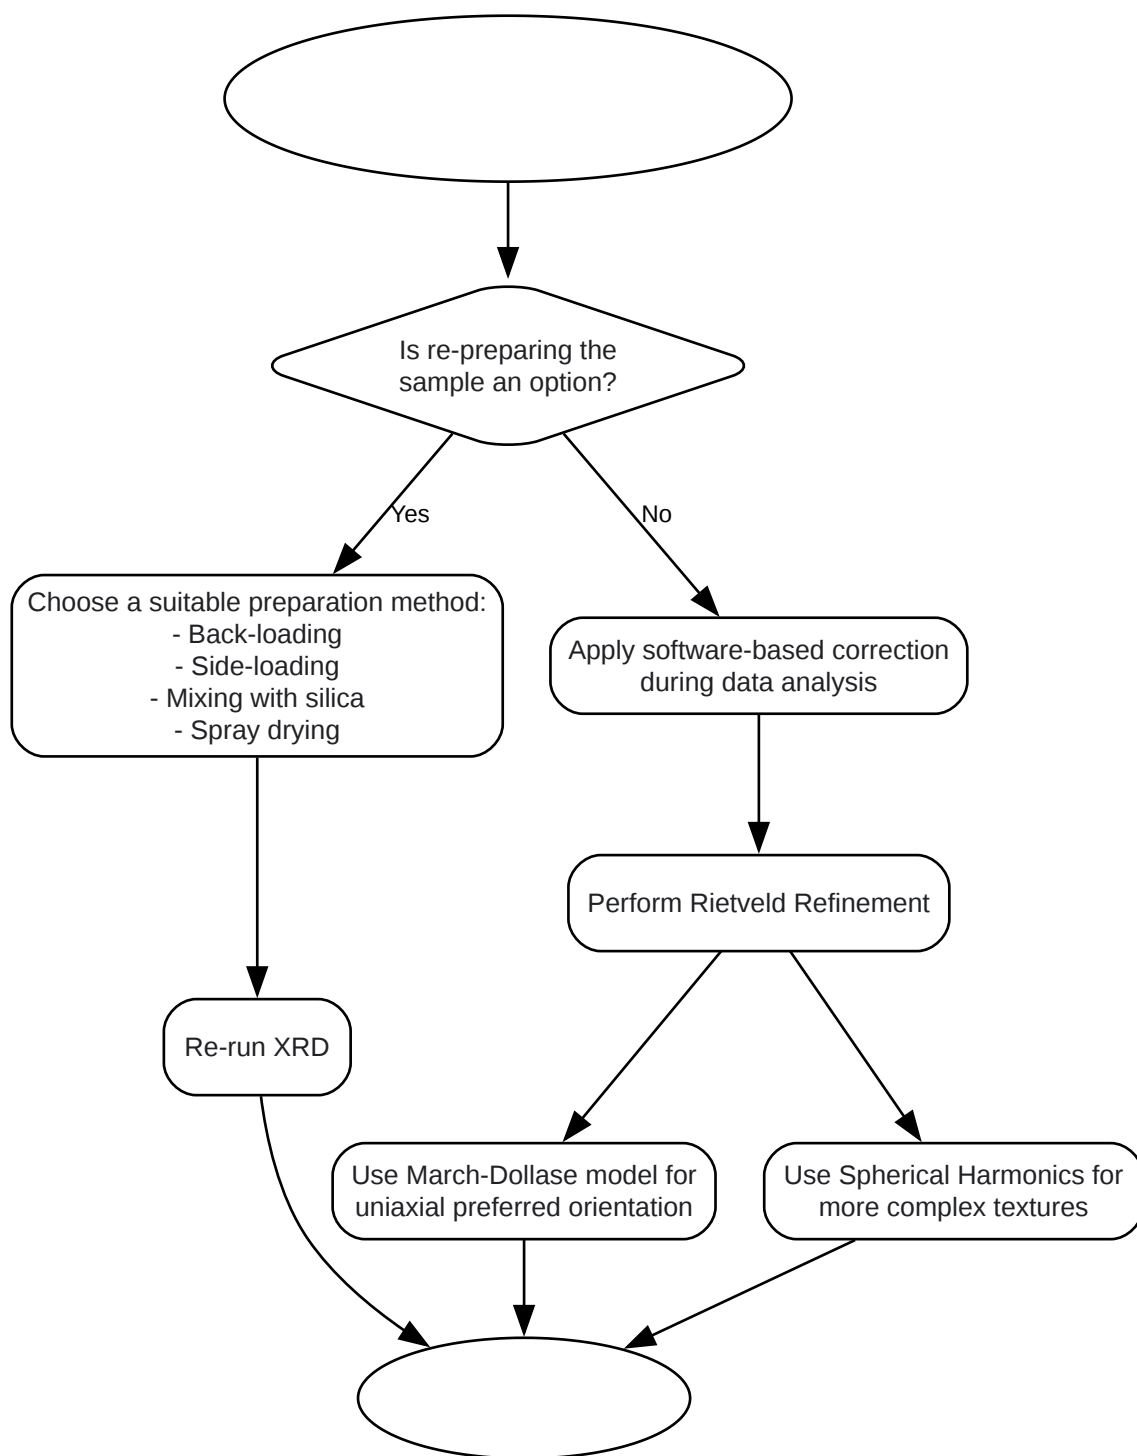 Is re-preparing the
sample an option?
Yes
No
Choose a suitable preparation method:
- Back-loading
- Side-loading
- Mixing with silica
- Spray drying
Apply software-based correction
during data analysis
Perform Rietveld Refinement
Re-run XRD
Use March-Dollase model for
uniaxial preferred orientation
Use Spherical Harmonics for
more complex textures